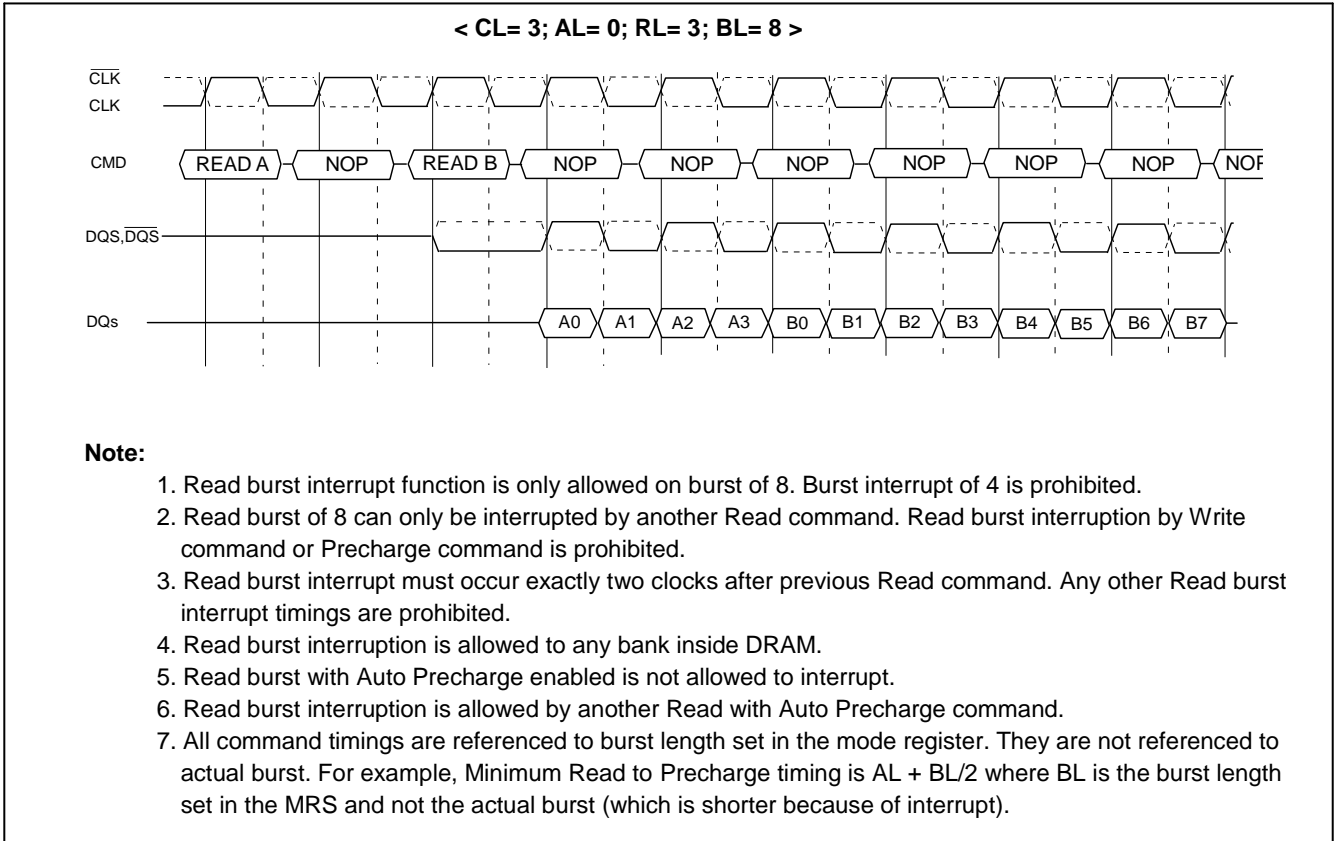 < CL= 3; AL= 0; RL= 3; BL= 8 >
CLK
CLK
CMD READ A NOP READ B NOP NOP NOP NOP NOP NOP NOP
DQS,DQS
DQs A0 A1 A2 A3 B0 B1 B2 B3 B4 B5 B6 B7
Note:
1. Read burst interrupt function is only allowed on burst of 8. Burst interrupt of 4 is prohibited.
2. Read burst of 8 can only be interrupted by another Read command. Read burst interruption by Write
command or Precharge command is prohibited.
3. Read burst interrupt must occur exactly two clocks after previous Read command. Any other Read burst
interrupt timings are prohibited.
4. Read burst interruption is allowed to any bank inside DRAM.
5. Read burst with Auto Precharge enabled is not allowed to interrupt.
6. Read burst interruption is allowed by another Read with Auto Precharge command.
7. All command timings are referenced to burst length set in the mode register. They are not referenced to
actual burst. For example, Minimum Read to Precharge timing is AL + BL/2 where BL is the burst length
set in the MRS and not the actual burst (which is shorter because of interrupt).